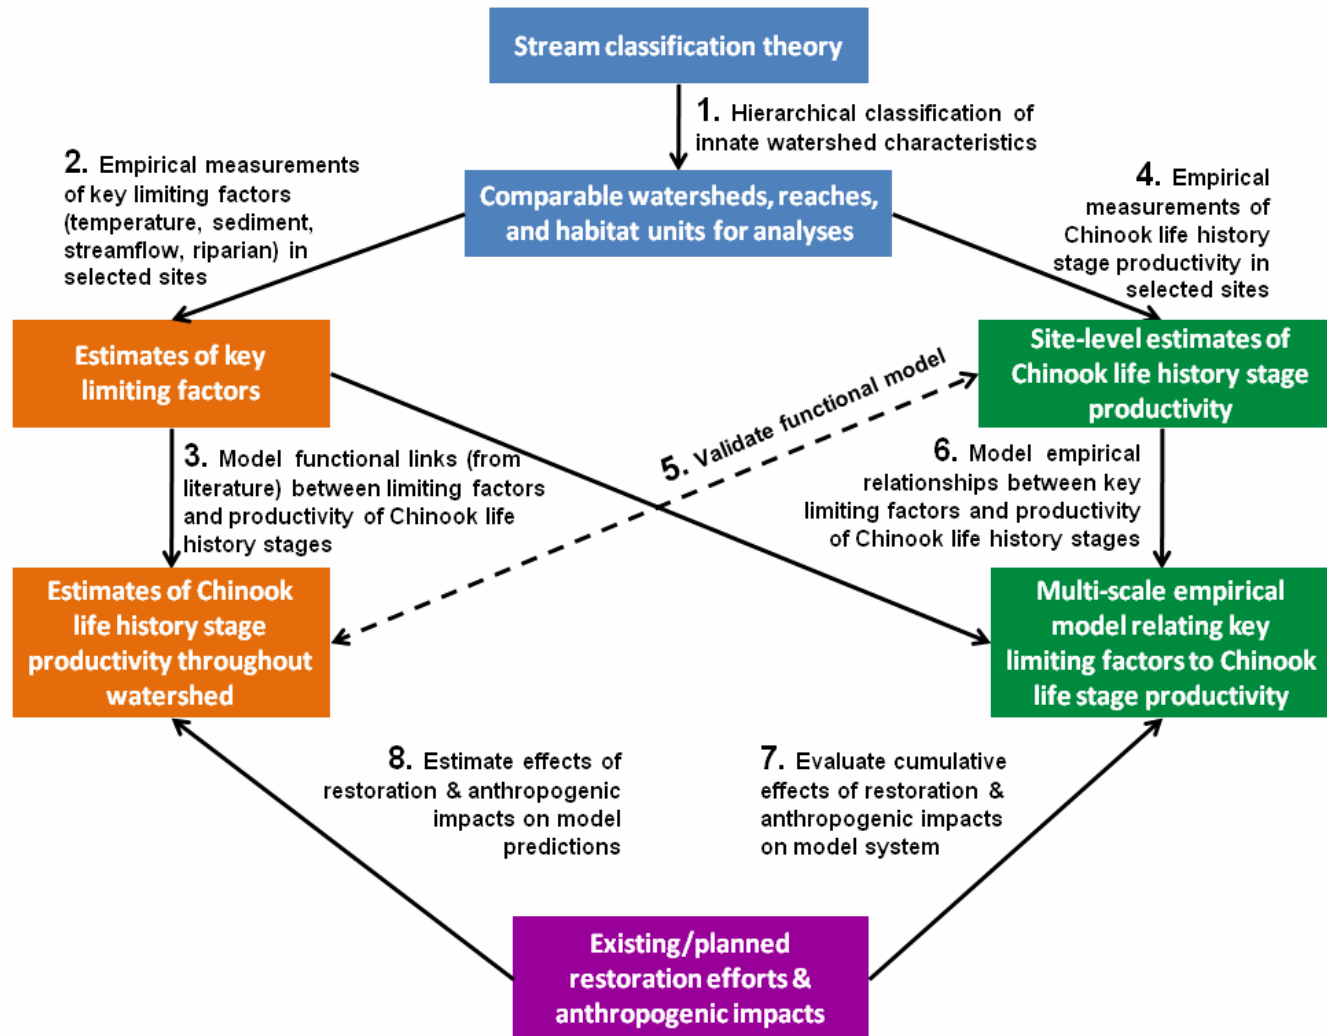 Stream classification theory
1. Hierarchical classification of
innate watershed characteristics
2. Empirical measurements
of key limiting factors
(temperature, sediment,
streamflow, riparian) in
selected sites
Comparable watersheds, reaches,
and habitat units for analyses
4. Empirical
measurements of
Chinook life history
stage productivity in
selected sites
Estimates of key
limiting factors
Site-level estimates of
Chinook life history stage
productivity
5. Validate functional model
3. Model functional links (from
literature) between limiting factors
and productivity of Chinook life
history stages
6. Model empirical
relationships between key
limiting factors and productivity
of Chinook life history stages
Estimates of Chinook
life history stage
productivity throughout
watershed
Multi-scale empirical
model relating key
limiting factors to Chinook
life stage productivity
8. Estimate effects of
restoration & anthropogenic
impacts on model
predictions
7. Evaluate cumulative
effects of restoration &
anthropogenic impacts
on model system
Existing/planned
restoration efforts &
anthropogenic impacts